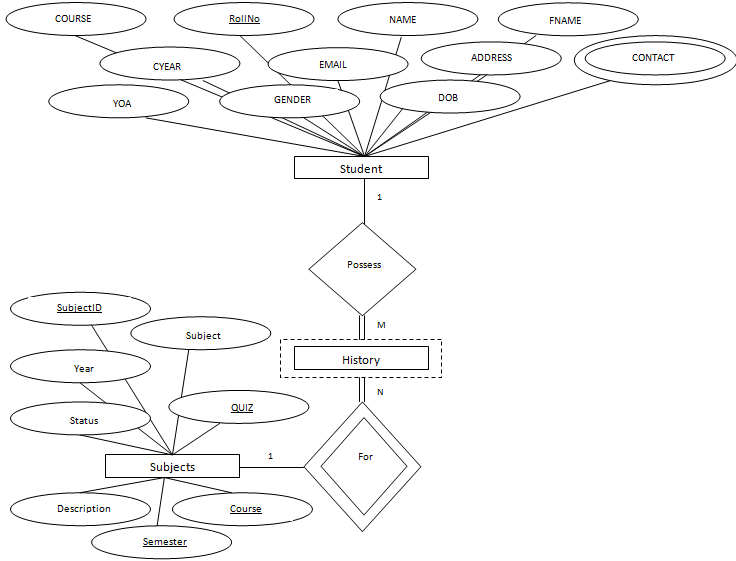 COURSE
RollNo
NAME
FNAME
CYEAR
EMAIL
ADDRESS
CONTACT
YOA
GENDER
DOB
Student
1
Possess
M
History
N
SubjectID
Subject
Year
QUIZ
Status
For
1
Subjects
Description
Course
Semester